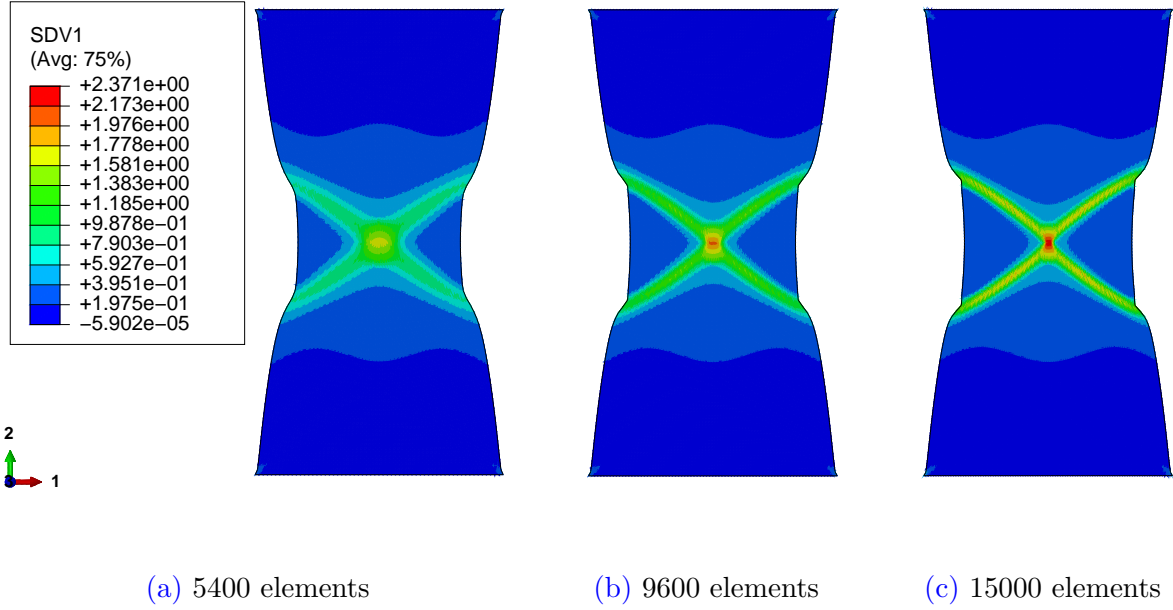 SDV1
(Avg: 75%)
+2.371e+00
+2.173e+00
+1.976e+00
+1.778e+00
+1.581e+00
+1.383e+00
+1.185e+00
+9.878e−01
+7.903e−01
+5.927e−01
+3.951e−01
+1.975e−01
−5.902e−05
2
1
(a) 5400 elements
(b) 9600 elements
(c) 15000 elements